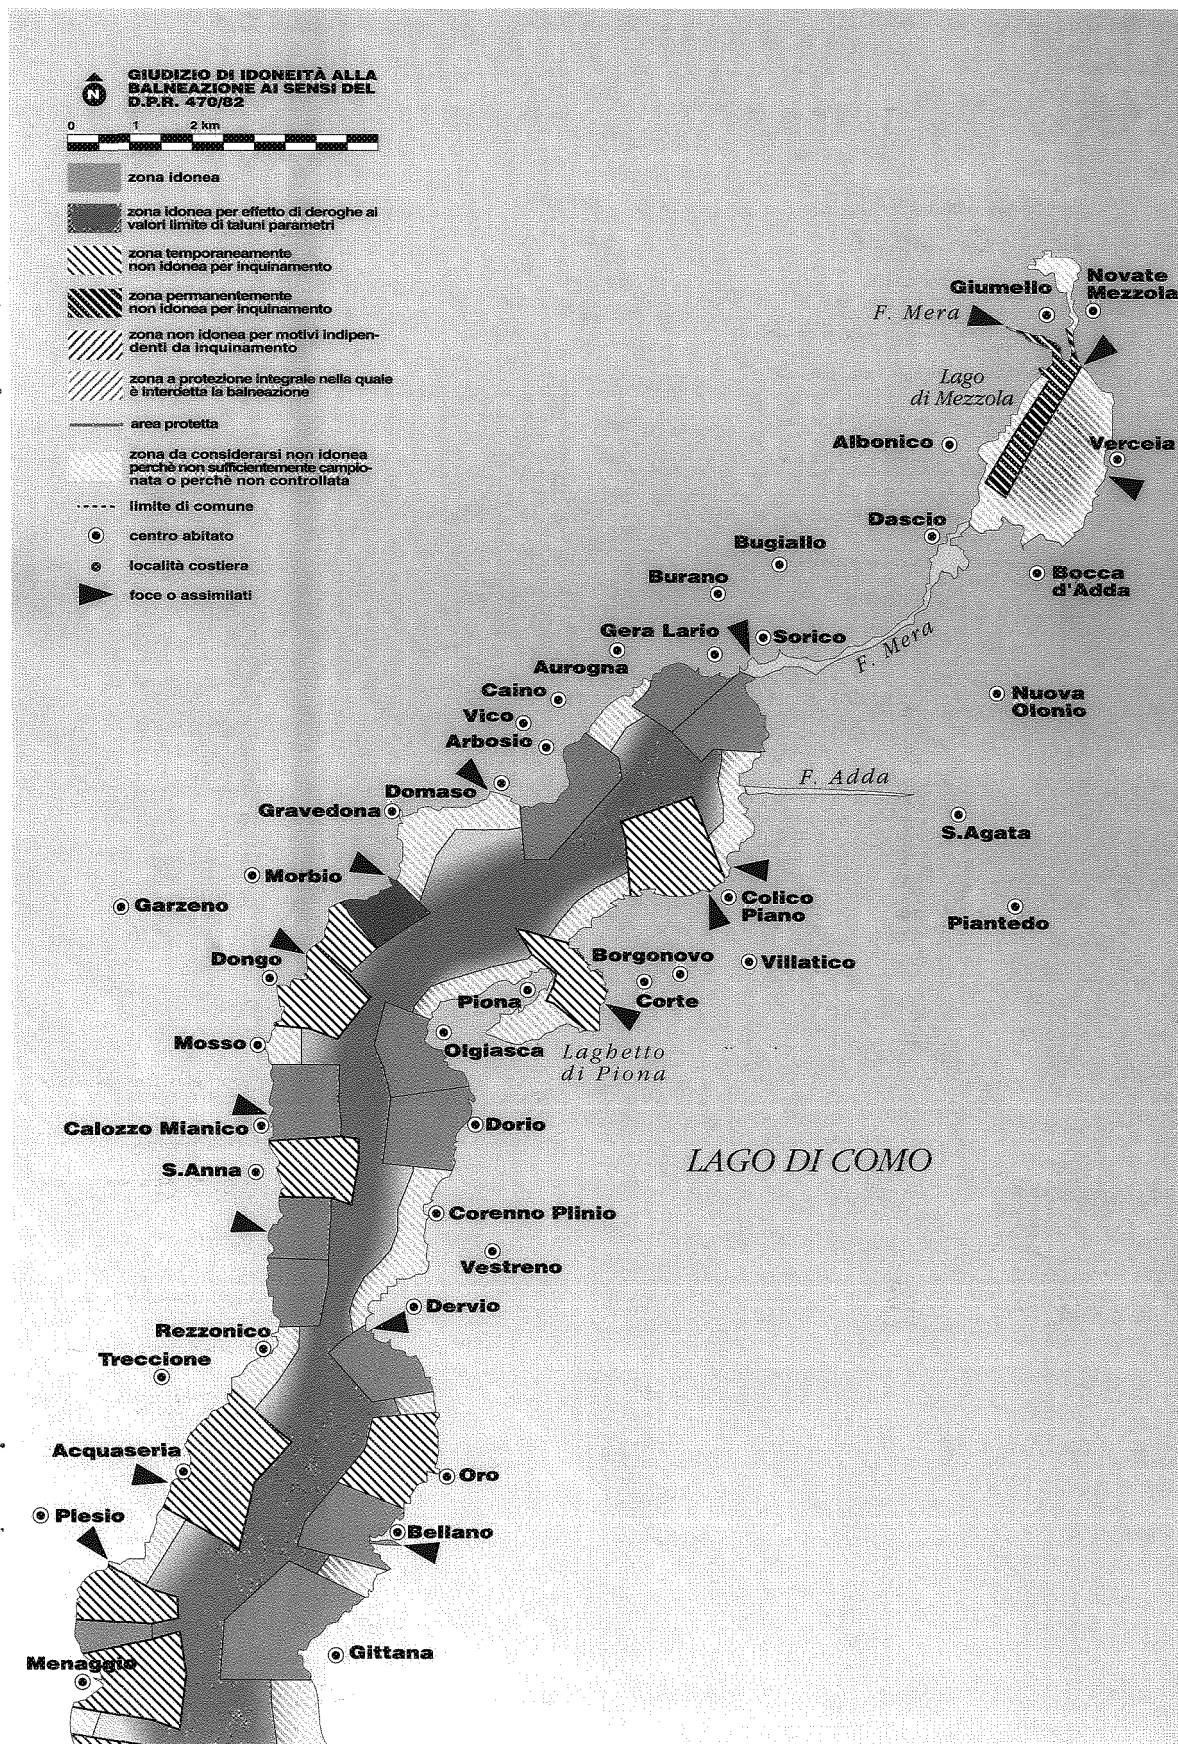 GIUDIZIO DI IDONEITÀ ALLA
BALNEAZIONE AI SENSI DEL
D.P.R. 470/82
N
0 1 2 km
zona idonea
zona idonea per effetto di deroghe ai
valori limite di taluni parametri
zona temporaneamente
non idonea per inquinamento
zona permanentemente
non idonea per inquinamento
zona non idonea per motivi indipen-
denti da inquinamento
zona a protezione integrale nella quale
è interdetta la balneazione
area protetta
zona da considerarsi non idonea
perchè non sufficientemente campio-
nata o perchè non controllata
limite di comune
centro abitato
località costiera
foce o assimilati
Giumello
Novate
Mezzola
F. Mera
Lago
di Mezzola
Albonico
Verceia
Dascio
Bugiallo
Burano
Bocca
d'Adda
Gera Lario
Sorico
F. Mera
Aurogna
Caino
Nuova
Olonio
Vico
Arbosio
F. Adda
Domaso
Gravedona
S.Agata
Morbio
Colico
Piano
Garzeno
Piantedo
Dongo
Borgonovo
Villatico
Piona
Corte
Mosso
Olgiasca
Laghetto
di Piona
Calozzo Mianico
Dorio
LAGO DI COMO
S.Anna
Corenno Plinio
Vestreno
Dervio
Rezzonico
Treccione
Acquaseria
Oro
Plesio
Bellano
Gittana
Menaggio